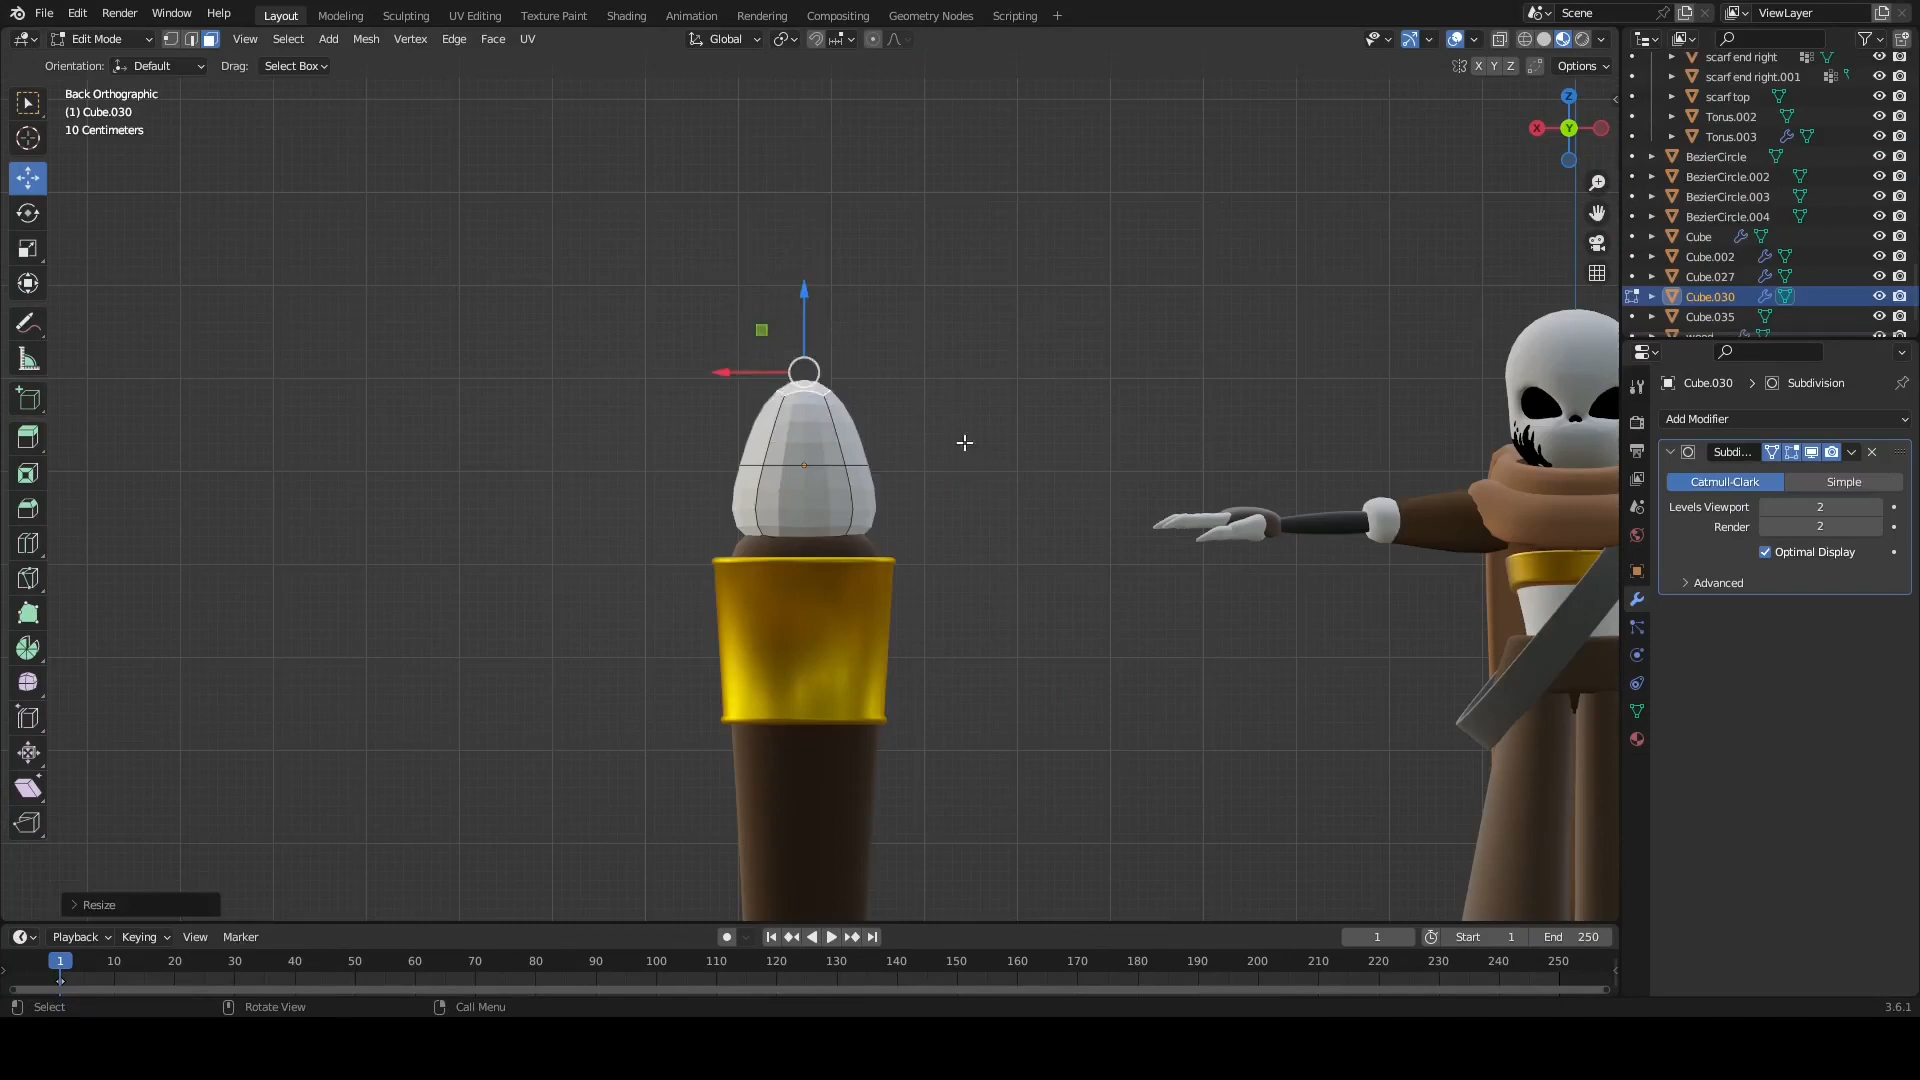 File Edit Render Window Help Layout Modeling Sculpting UV Editing Texture Paint Shading Animation Rendering Compositing Geometry Nodes Scripting + Scene ViewLayer
Edit Mode View Select Add Mesh Vertex Edge Face UV Global
Orientation: Default Drag: Select Box X Y Z Options
Back Orthographic
(1) Cube.030
10 Centimeters
Z
X
Y
scarf end right
scarf end right.001
scarf top
Torus.002
Torus.003
BezierCircle
BezierCircle.002
BezierCircle.003
BezierCircle.004
Cube
Cube.002
Cube.027
Cube.030
Cube.035
Cube.030 > Subdivision
Add Modifier
Subdi...
Catmull-Clark Simple
Levels Viewport 2
Render 2
Optimal Display
Advanced
Resize
Playback Keying View Marker 1 Start 1 End 250
1 10 20 30 40 50 60 70 80 90 100 110 120 130 140 150 160 170 180 190 200 210 220 230 240 250
Select Rotate View Call Menu 3.6.1